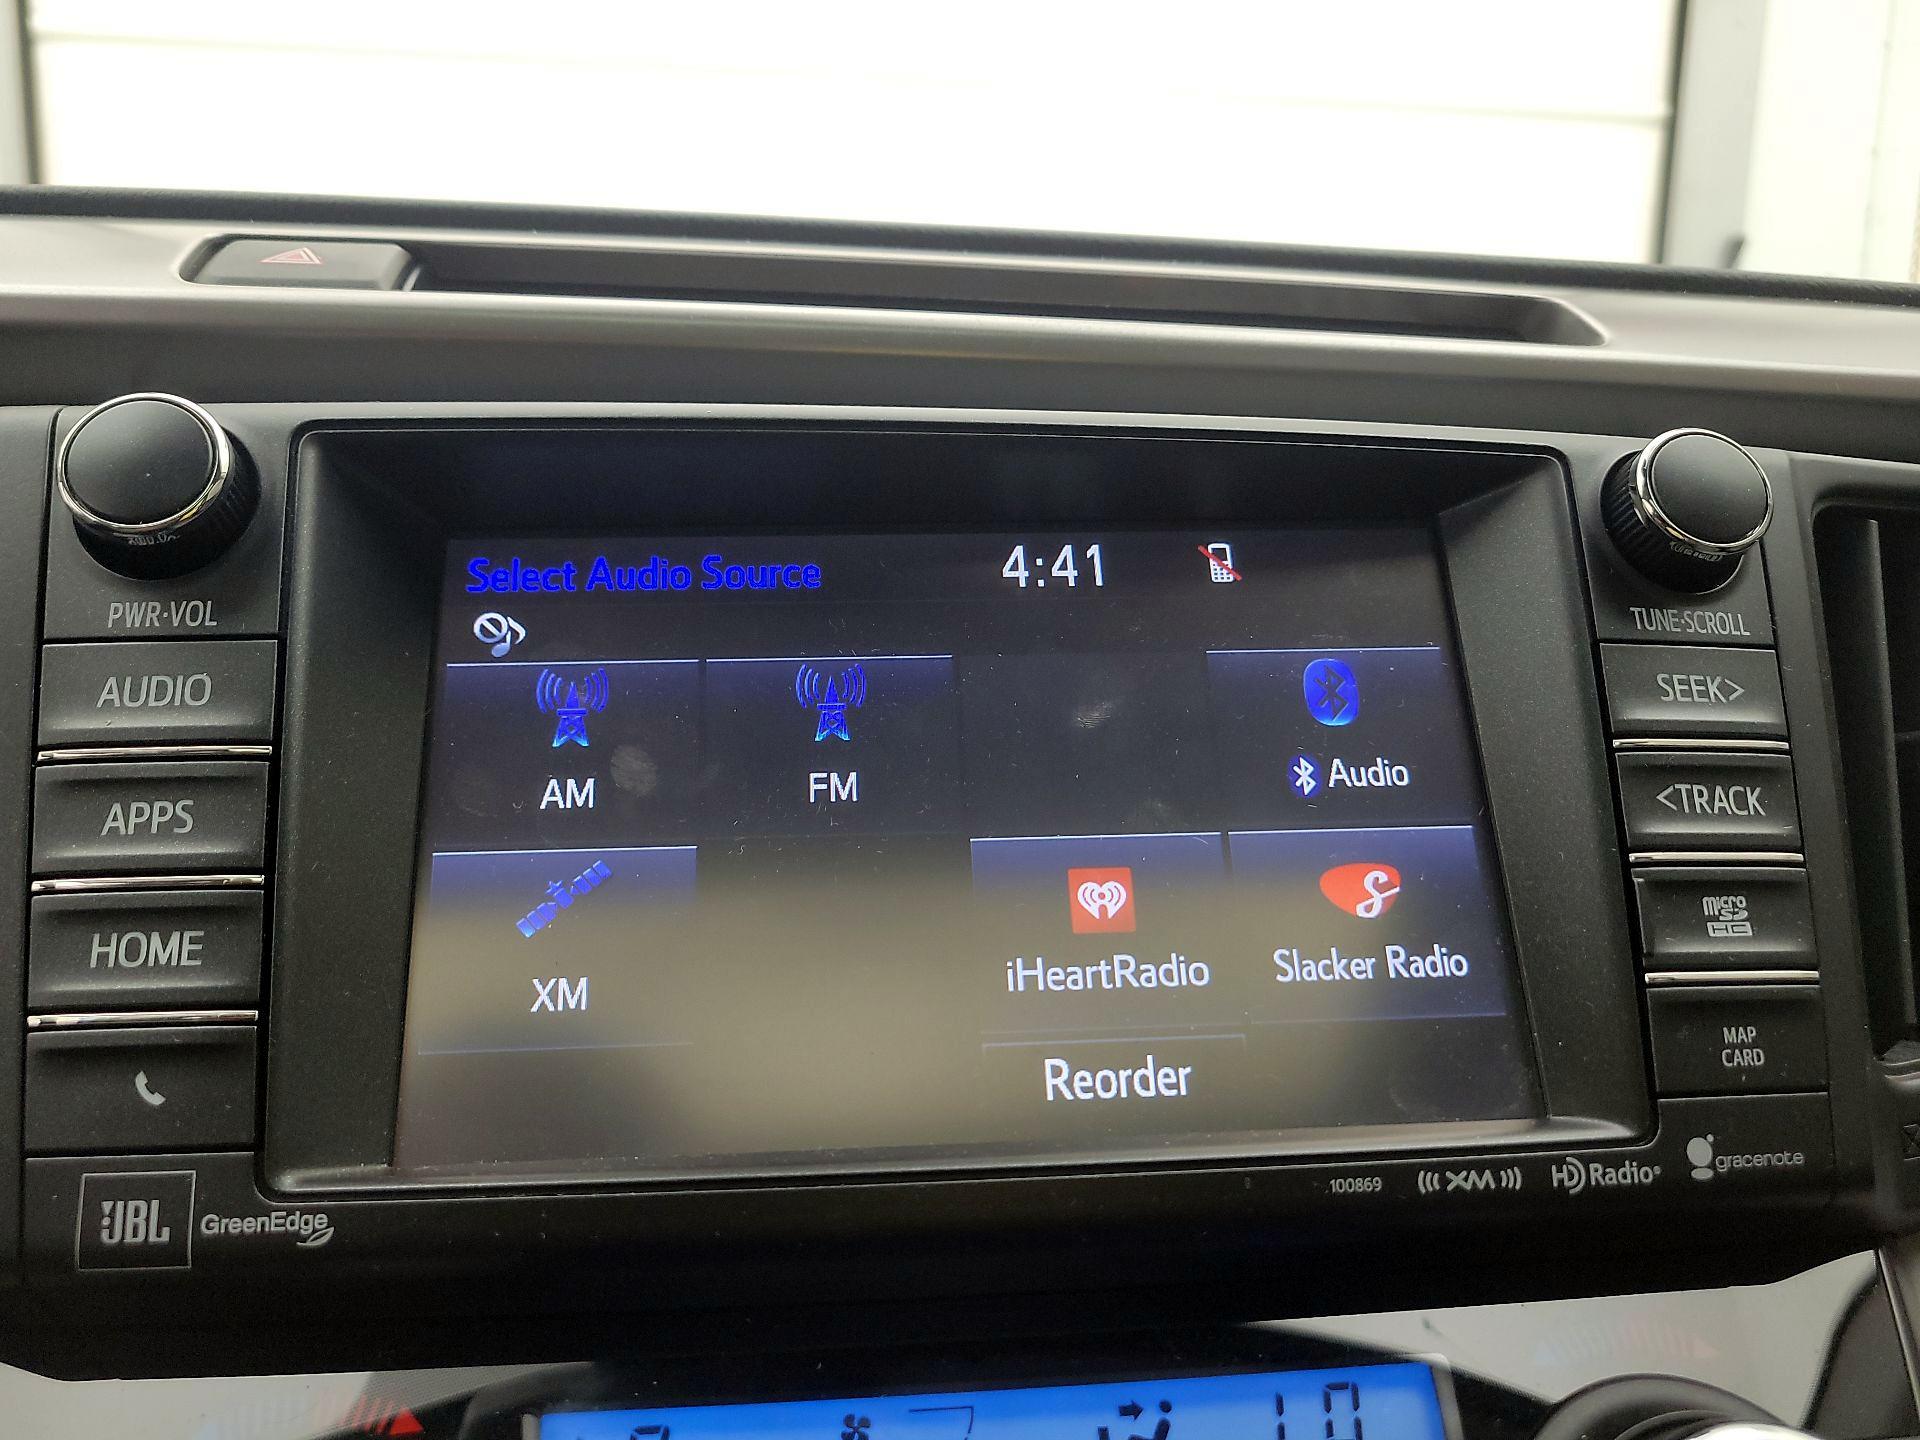 PWR·VOL
AUDIO
APPS
HOME
JBL GreenEdge
Select Audio Source
4:41
AM
FM
Audio
XM
iHeartRadio
Slacker Radio
Reorder
TUNE·SCROLL
SEEK>
<TRACK
micro SD HC
MAP
CARD
100869
XM
HD Radio®
gracenote